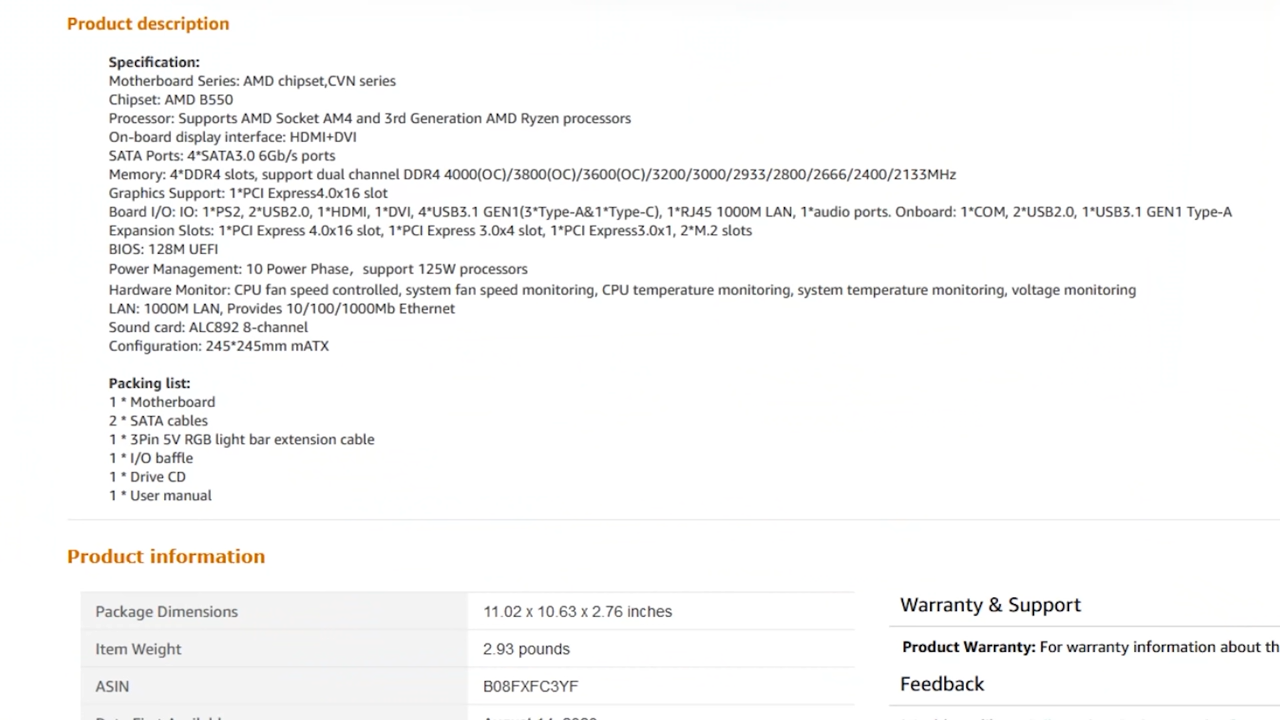 Product description
Specification:
Motherboard Series: AMD chipset,CVN series
Chipset: AMD B550
Processor: Supports AMD Socket AM4 and 3rd Generation AMD Ryzen processors
On-board display interface: HDMI+DVI
SATA Ports: 4*SATA3.0 6Gb/s ports
Memory: 4*DDR4 slots, support dual channel DDR4 4000(OC)/3800(OC)/3600(OC)/3200/3000/2933/2800/2666/2400/2133MHz
Graphics Support: 1*PCI Express4.0x16 slot
Board I/O: IO: 1*PS2, 2*USB2.0, 1*HDMI, 1*DVI, 4*USB3.1 GEN1(3*Type-A&1*Type-C), 1*RJ45 1000M LAN, 1*audio ports. Onboard: 1*COM, 2*USB2.0, 1*USB3.1 GEN1 Type-A
Expansion Slots: 1*PCI Express 4.0x16 slot, 1*PCI Express 3.0x4 slot, 1*PCI Express3.0x1, 2*M.2 slots
BIOS: 128M UEFI
Power Management: 10 Power Phase，support 125W processors
Hardware Monitor: CPU fan speed controlled, system fan speed monitoring, CPU temperature monitoring, system temperature monitoring, voltage monitoring
LAN: 1000M LAN, Provides 10/100/1000Mb Ethernet
Sound card: ALC892 8-channel
Configuration: 245*245mm mATX
Packing list:
1 * Motherboard
2 * SATA cables
1 * 3Pin 5V RGB light bar extension cable
1 * I/O baffle
1 * Drive CD
1 * User manual
Product information
Package Dimensions 11.02 x 10.63 x 2.76 inches
Item Weight 2.93 pounds
ASIN B08FXFC3YF
Warranty & Support
Product Warranty: For warranty information about th
Feedback